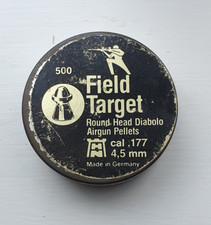 500
Field
Target
Round Head Diabolo
Airgun Pellets
cal .177
4,5 mm
Made in Germany